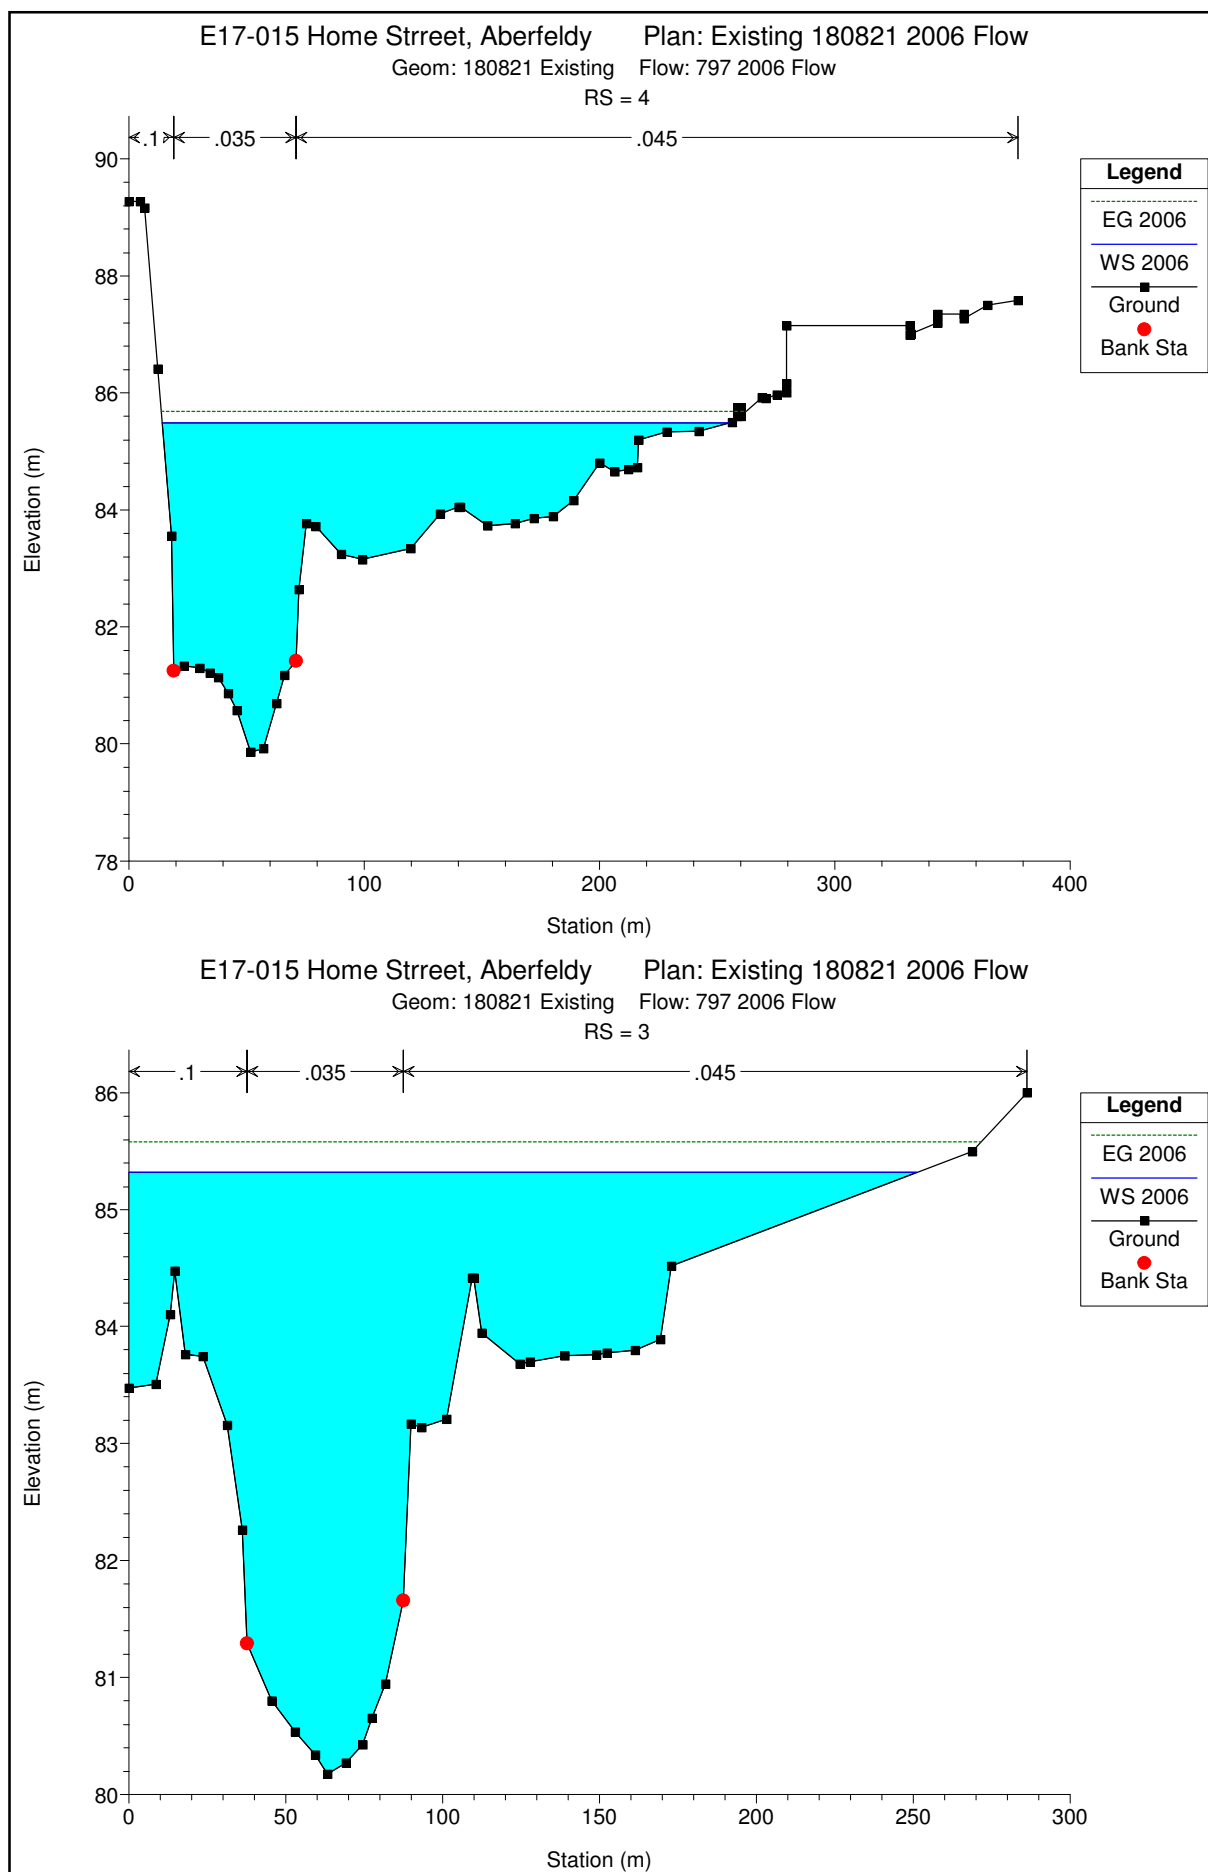 E17-015 Home Strreet, Aberfeldy Plan: Existing 180821 2006 Flow
Geom: 180821 Existing Flow: 797 2006 Flow
RS = 4
.1 .035 .045
90
88
86
84
82
80
78
Elevation (m)
0 100 200 300 400
Station (m)
Legend
EG 2006
WS 2006
Ground
Bank Sta
E17-015 Home Strreet, Aberfeldy Plan: Existing 180821 2006 Flow
Geom: 180821 Existing Flow: 797 2006 Flow
RS = 3
.1 .035 .045
86
85
84
83
82
81
80
Elevation (m)
0 50 100 150 200 250 300
Station (m)
Legend
EG 2006
WS 2006
Ground
Bank Sta